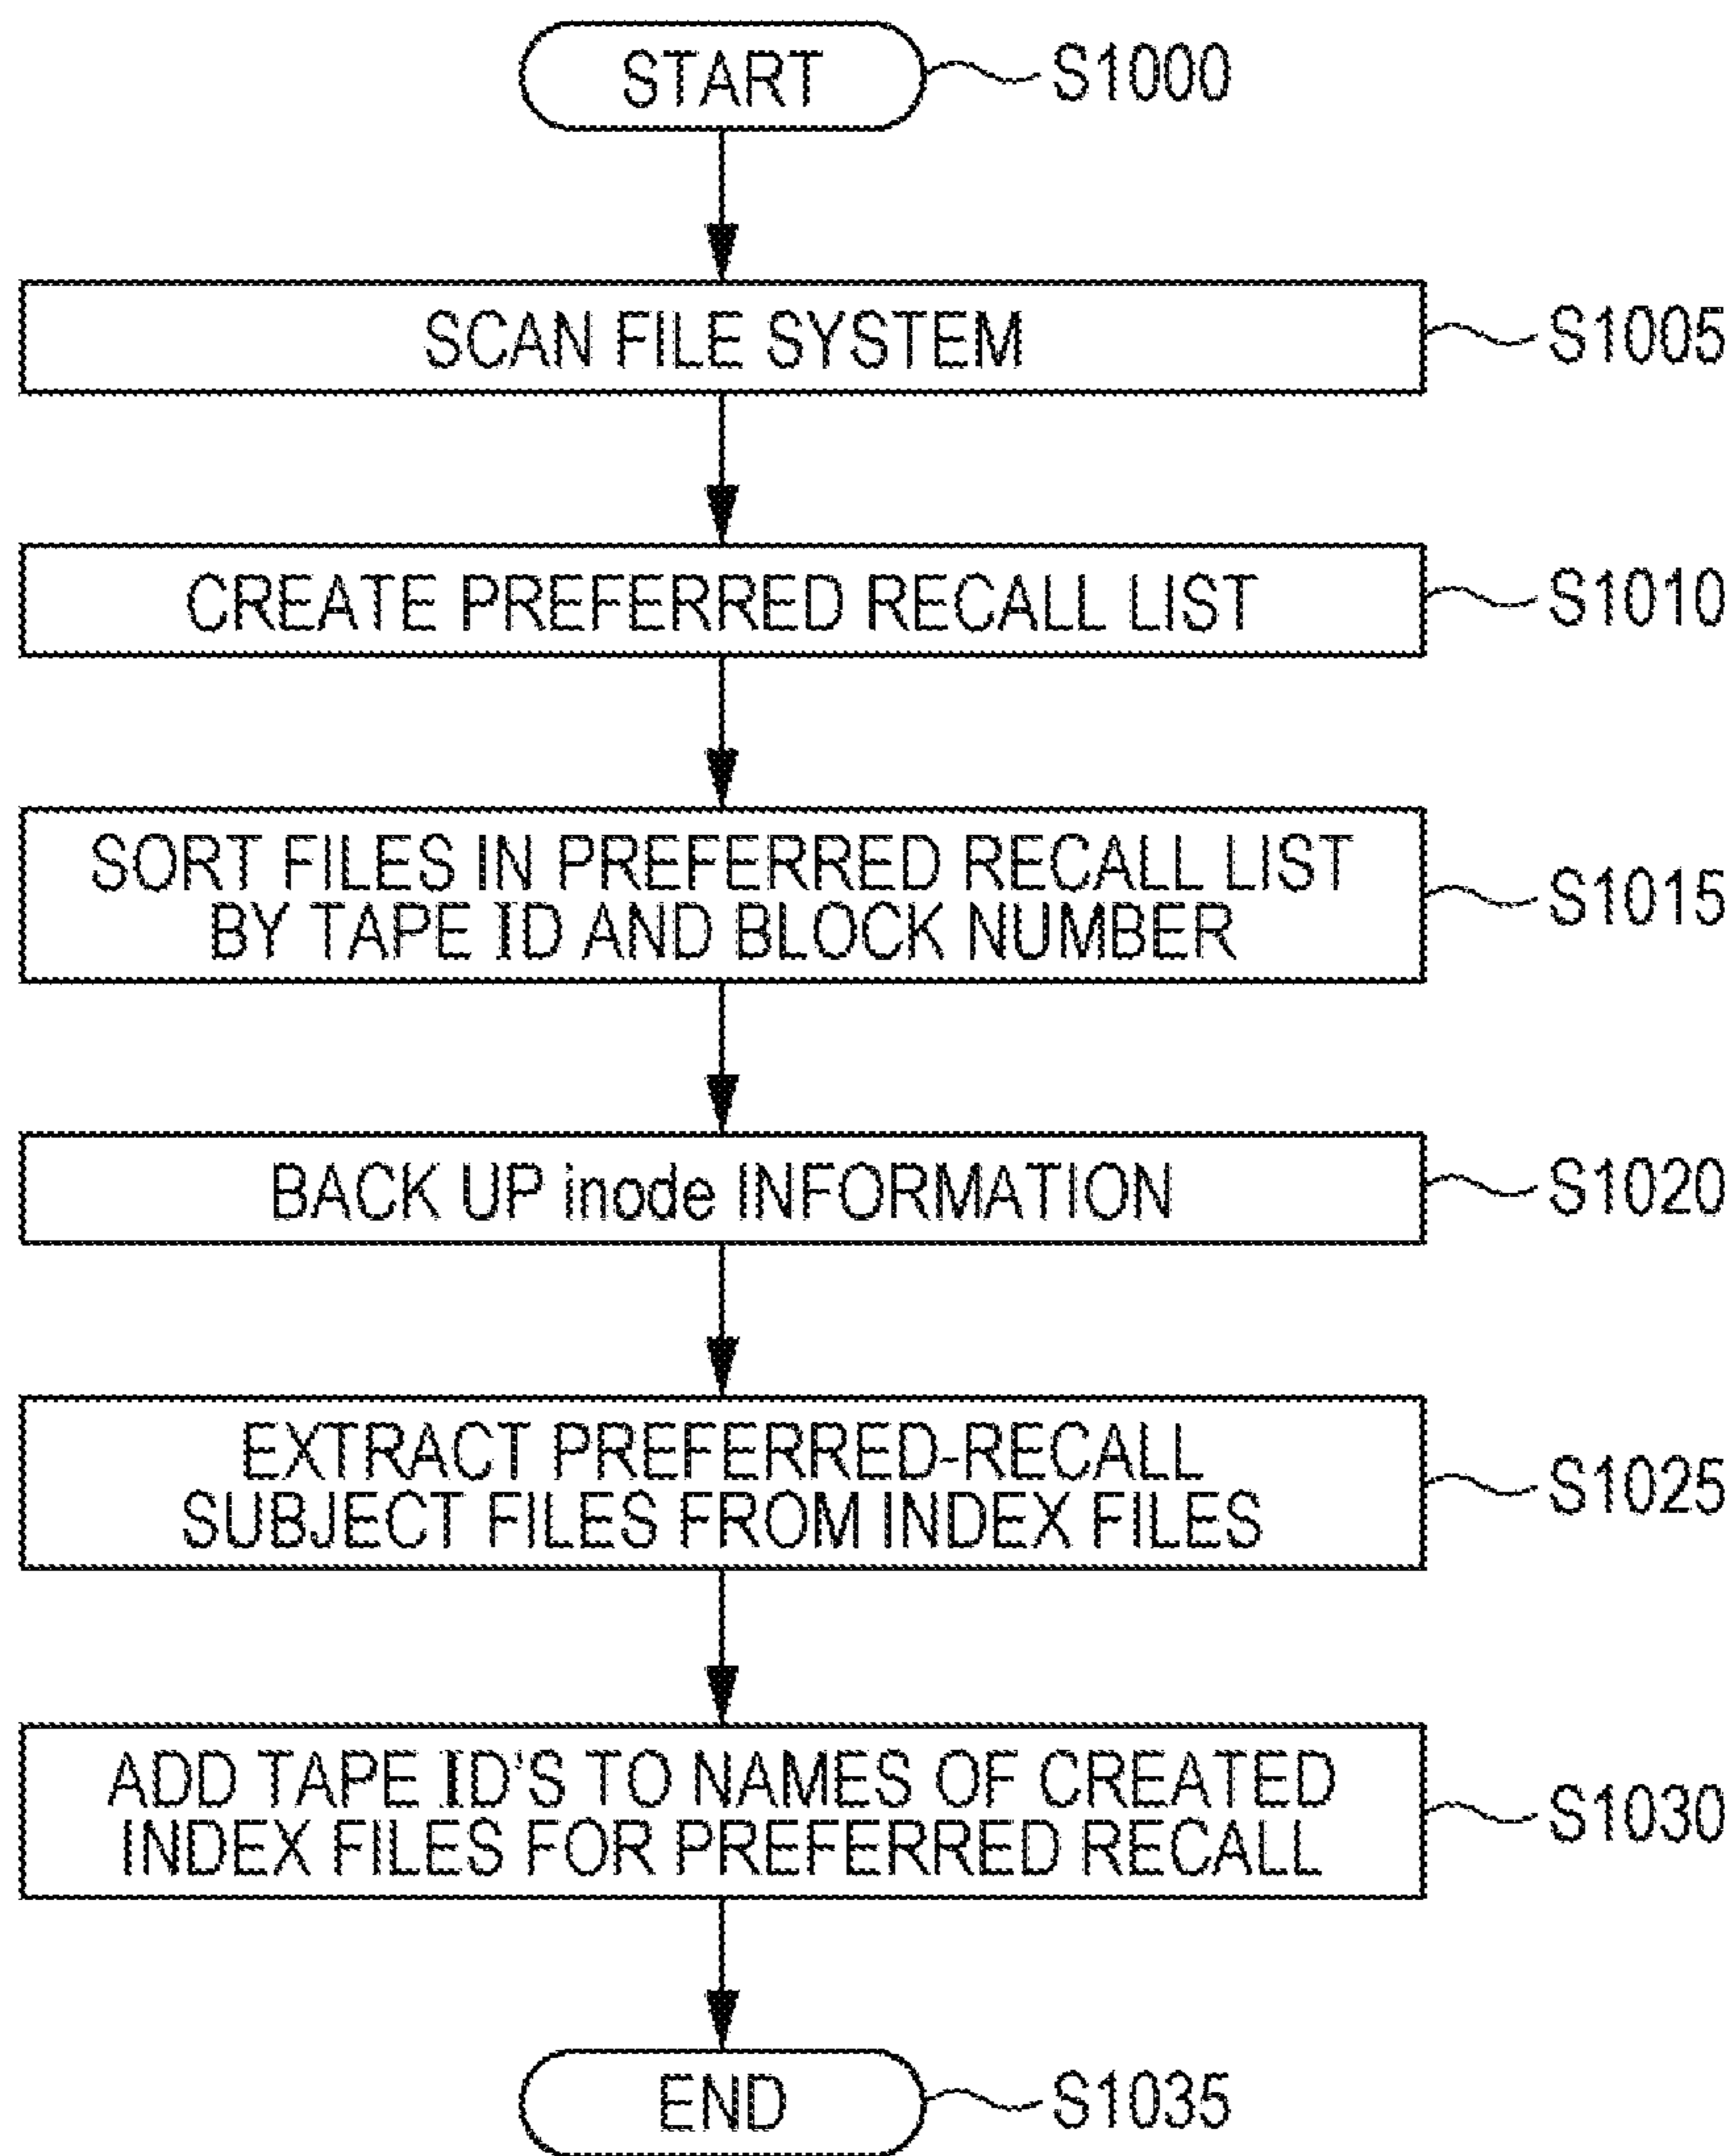 START S1000
SCAN FILE SYSTEM S1005
CREATE PREFERRED RECALL LIST S1010
SORT FILES IN PREFERRED RECALL LIST
BY TAPE ID AND BLOCK NUMBER S1015
BACK UP inode INFORMATION S1020
EXTRACT PREFERRED-RECALL
SUBJECT FILES FROM INDEX FILES S1025
ADD TAPE ID'S TO NAMES OF CREATED
INDEX FILES FOR PREFERRED RECALL S1030
END S1035